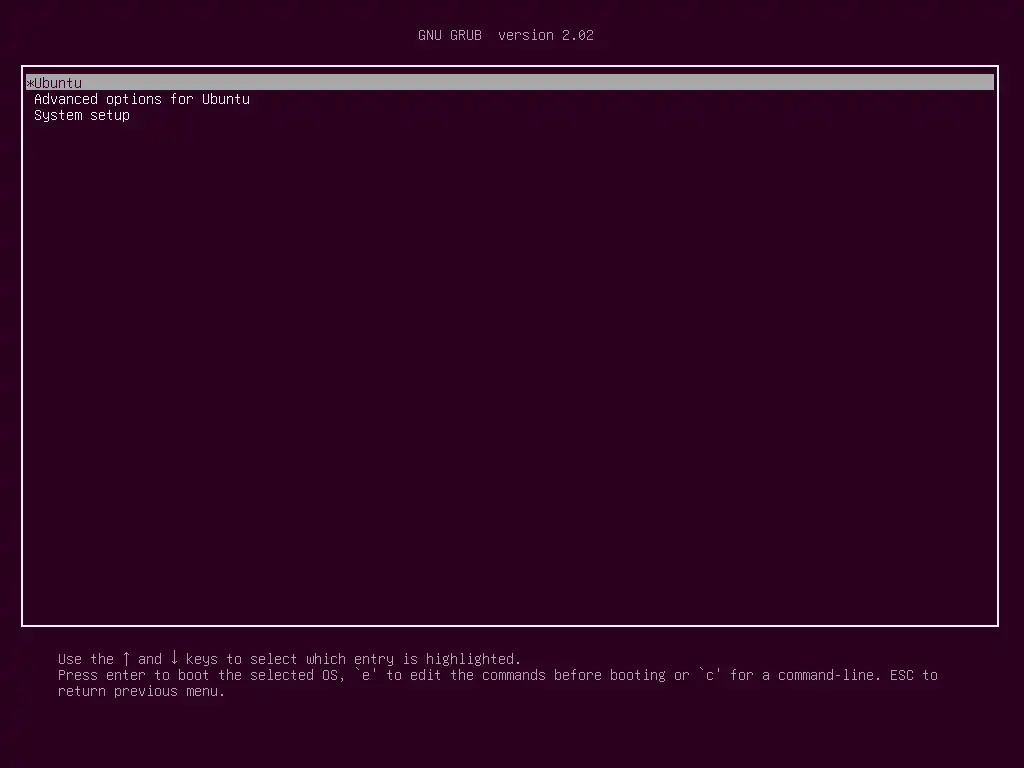 GNU GRUB  version 2.02
*Ubuntu
Advanced options for Ubuntu
System setup
Use the ↑ and ↓ keys to select which entry is highlighted.
Press enter to boot the selected OS, `e' to edit the commands before booting or `c' for a command-line. ESC to
return previous menu.